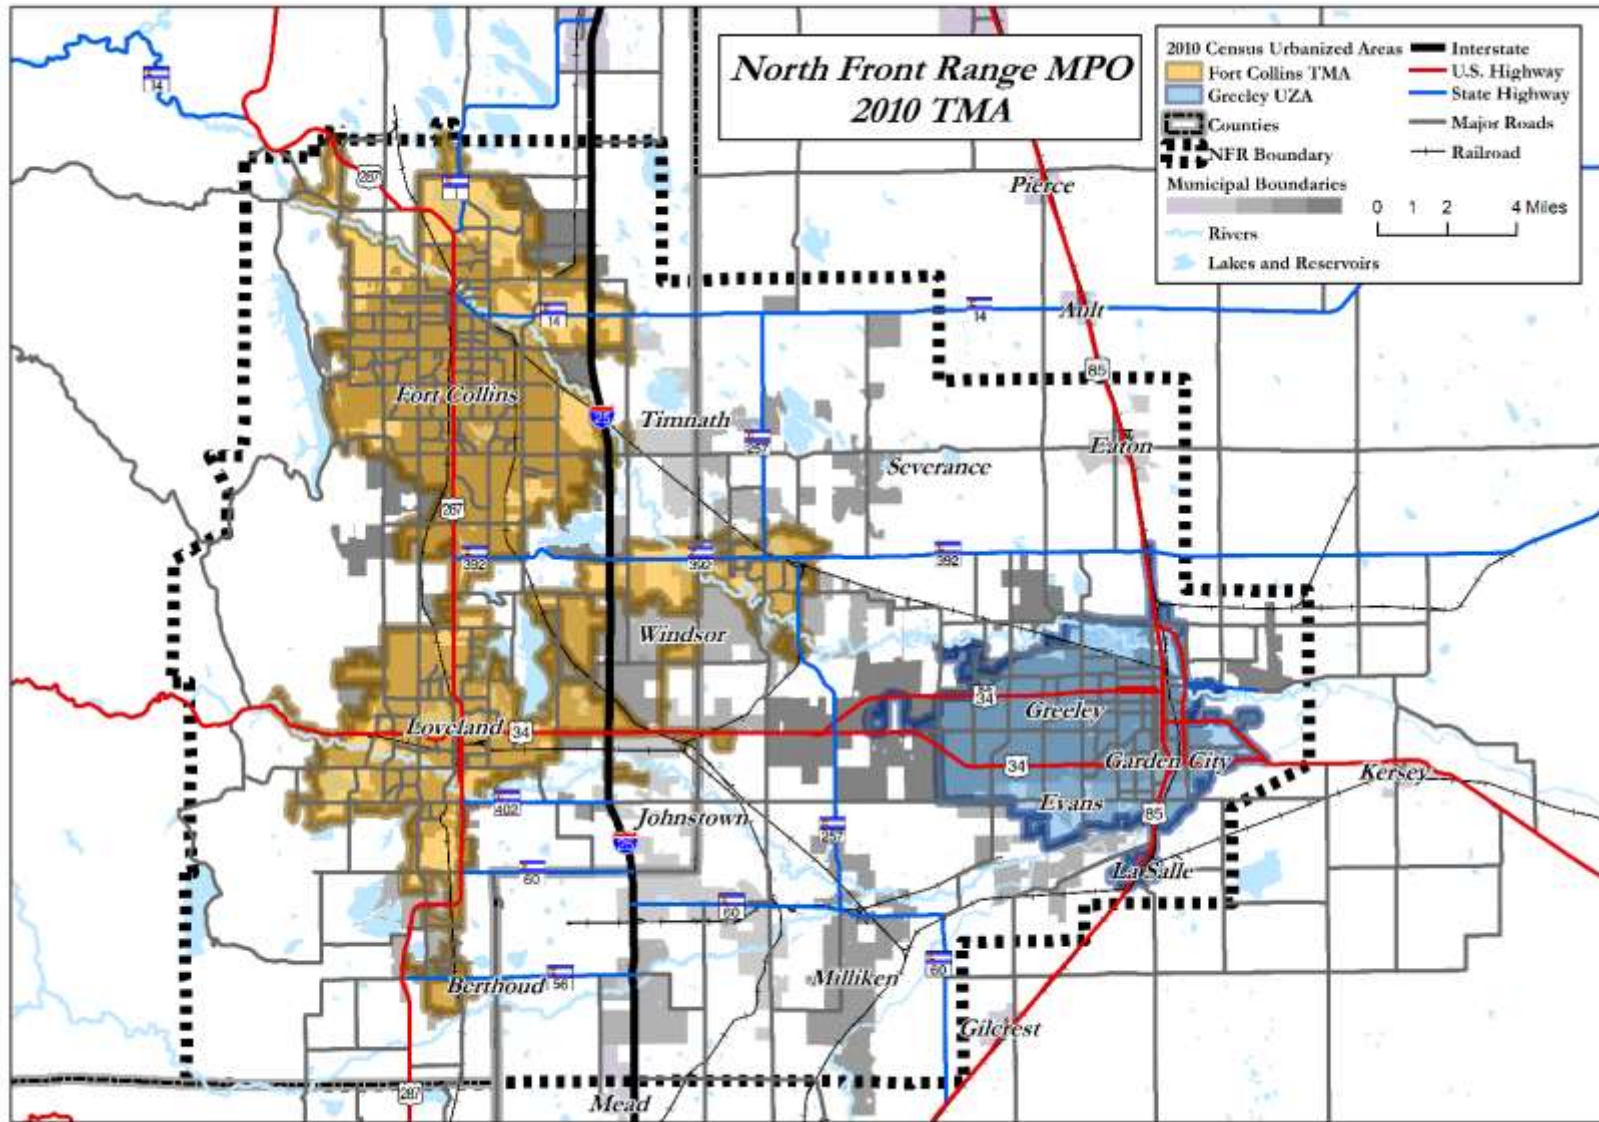 North Front Range MPO
2010 TMA
2010 Census Urbanized Areas
Fort Collins TMA
Greeley UZA
Counties
NFR Boundary
Municipal Boundaries
Rivers
Lakes and Reservoirs
Interstate
U.S. Highway
State Highway
Major Roads
Railroad
0 1 2 4 Miles
14
287
1
Pierce
14
14
Ault
85
Fort Collins
25
Timnath
257
Eaton
Severance
287
392
392
392
Windsor
34
Greeley
Loveland
34
34
Garden City
Kersey
402
Johnstown
Evans
85
25
257
60
La Salle
60
60
Berthoud
56
Milliken
Gilcrest
287
Mead